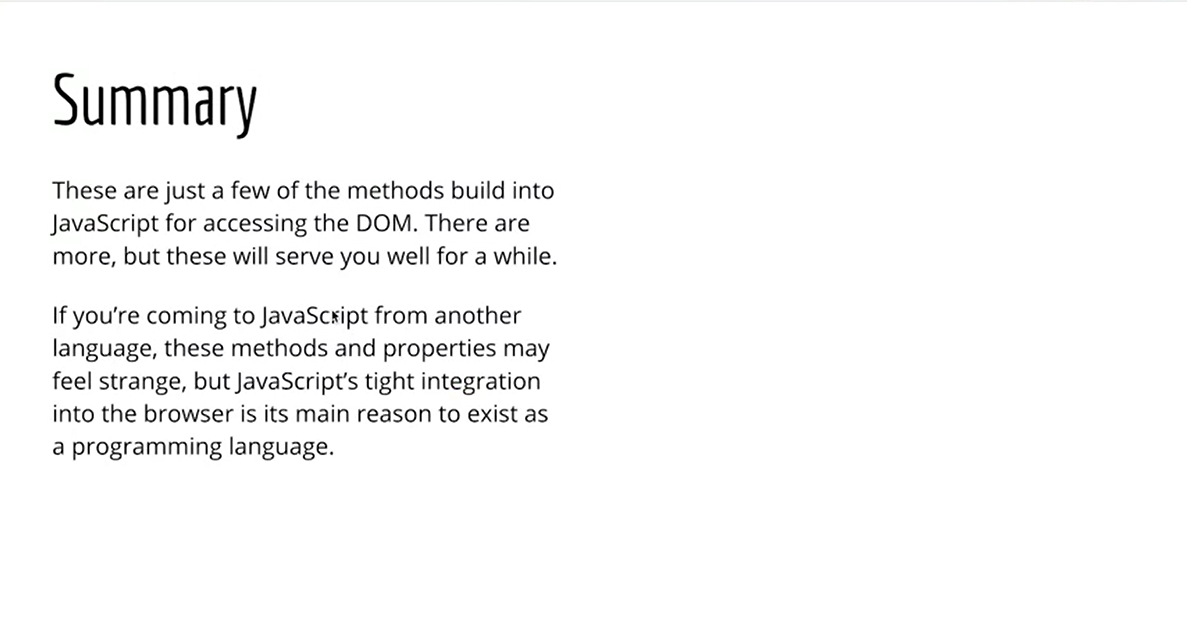 Summary
These are just a few of the methods build into
JavaScript for accessing the DOM. There are
more, but these will serve you well for a while.
If you’re coming to JavaScript from another
language, these methods and properties may
feel strange, but JavaScript’s tight integration
into the browser is its main reason to exist as
a programming language.